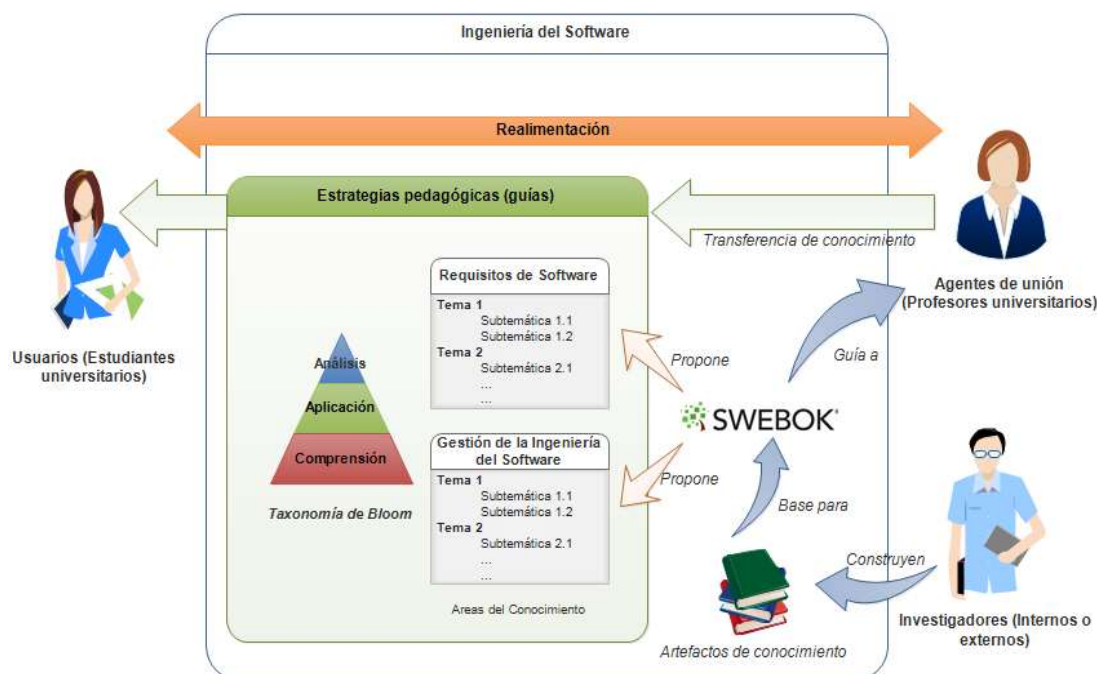 Ingeniería del Software
Realimentación
Estrategias pedagógicas (guías)
Transferencia de conocimiento
Usuarios (Estudiantes
universitarios)
Agentes de unión
(Profesores universitarios)
Requisitos de Software
Tema 1
Subtemática 1.1
Subtemática 1.2
Tema 2
Subtemática 2.1
...
...
Análisis
Aplicación
Comprensión
Taxonomía de Bloom
Gestión de la Ingeniería
del Software
Tema 1
Subtemática 1.1
Subtemática 1.2
Tema 2
Subtemática 2.1
...
...
Areas del Conocimiento
Propone
Guía a
SWEBOK
Propone
Base para
Construyen
Artefactos de conocimiento
Investigadores (Internos o
externos)